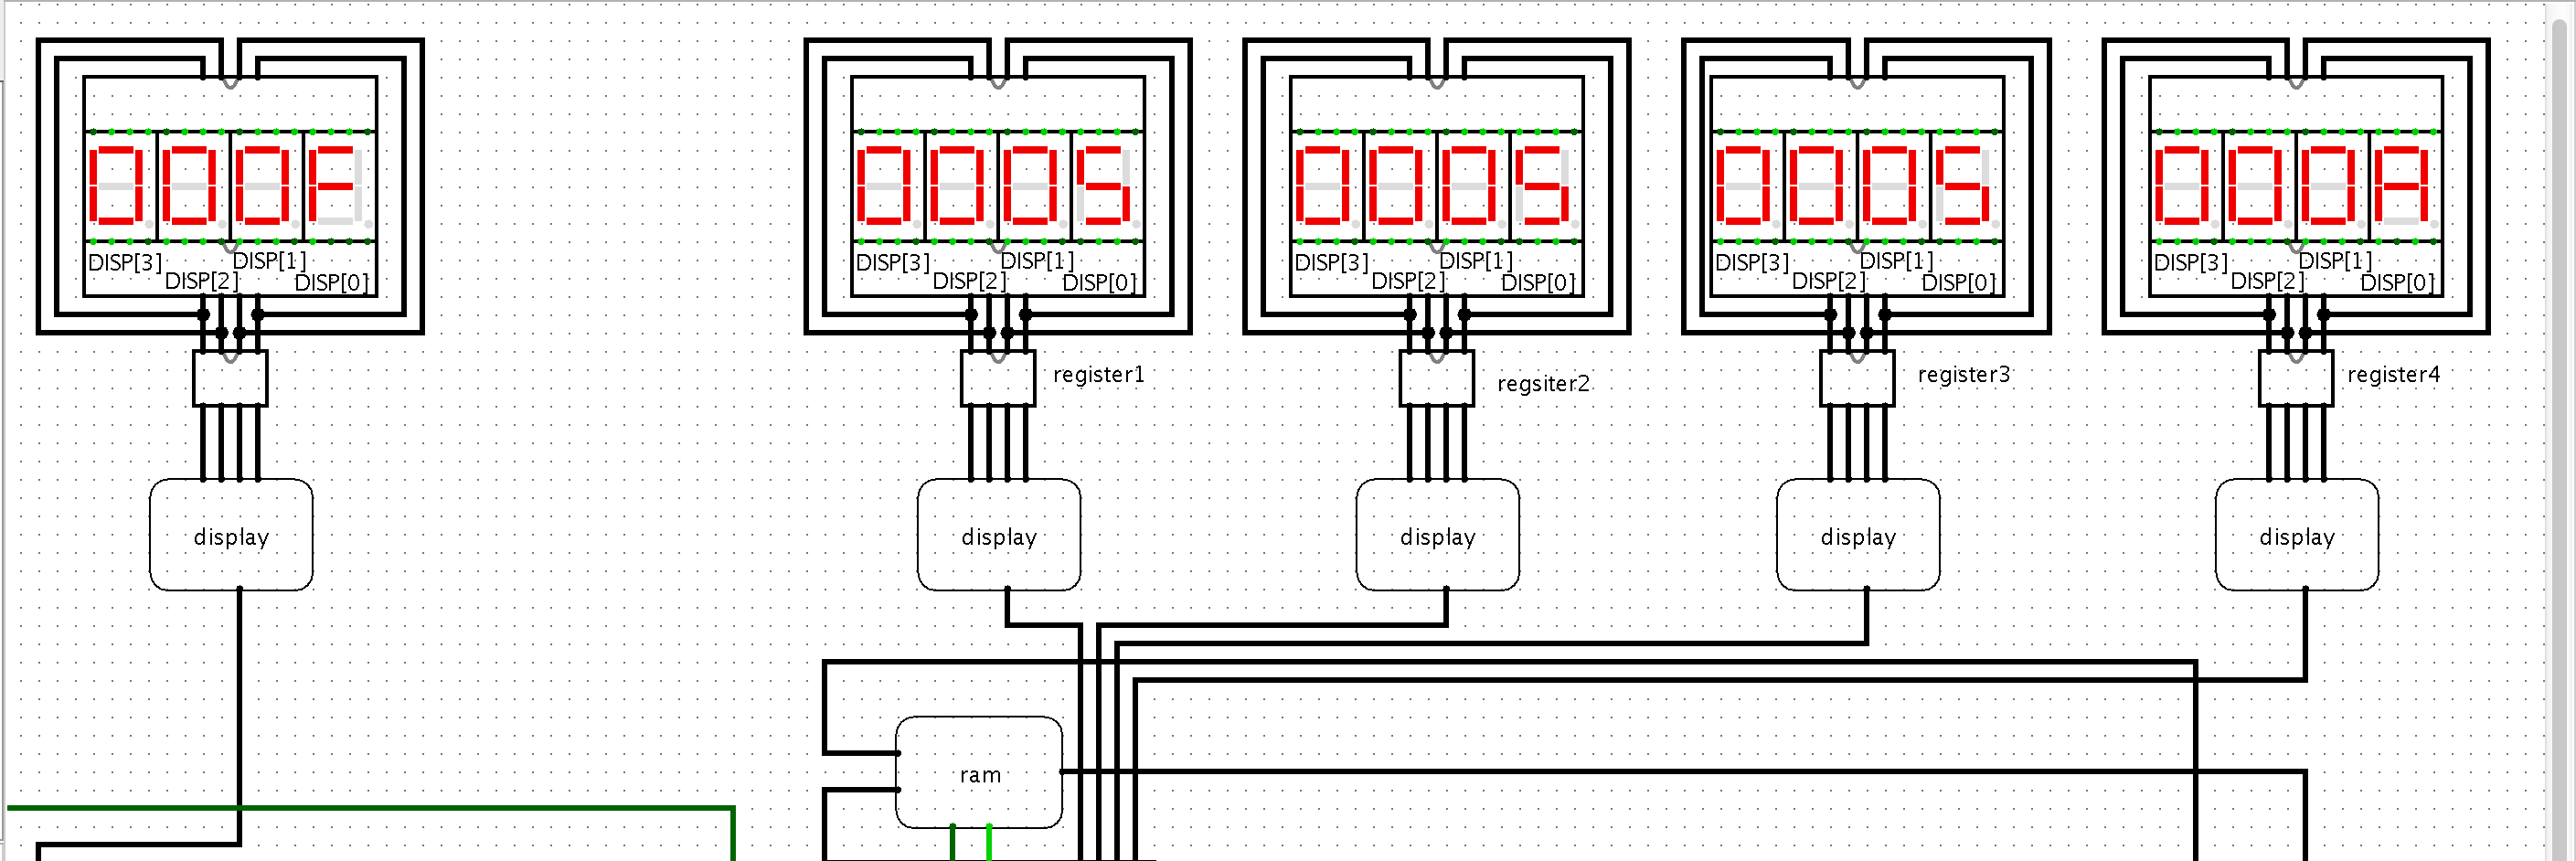 000F
0005
0005
0005
000A
DISP[3] DISP[2] DISP[1] DISP[0]
DISP[3] DISP[2] DISP[1] DISP[0]
DISP[3] DISP[2] DISP[1] DISP[0]
DISP[3] DISP[2] DISP[1] DISP[0]
DISP[3] DISP[2] DISP[1] DISP[0]
register1
regsiter2
register3
register4
display
display
display
display
display
ram